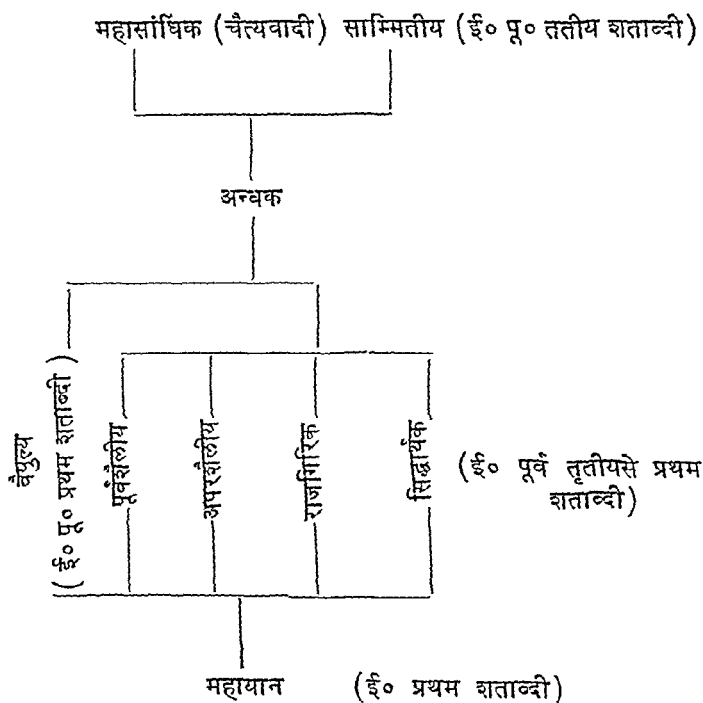 महासांघिक (चैत्यवादी) साम्मितीय (ई० पू० ततीय शताब्दी)
अन्धक
वैपुल्य
(ई० पू० प्रथम शताब्दी)
पूर्वशैलीय
अपरशैलीय
राजगिरिक
सिद्धार्थक
(ई० पूर्व तृतीयसे प्रथम
शताब्दी)
महायान (ई० प्रथम शताब्दी)